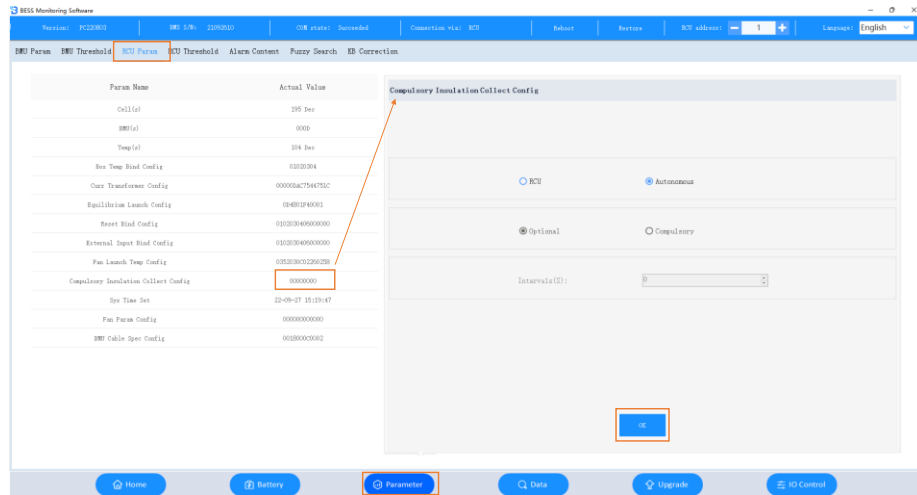 BESS Monitoring Software
Version: PC220803 BMS S/N: 21092810 COM state: Succeeded Connection via: RCU Reboot Restore RCU address: 1 Language: English
BMU Param BMU Threshold RCU Param RCU Threshold Alarm Content Fuzzy Search KB Correction
Param Name Actual Value
Compulsory Insulation Collect Config
Cell(s) 195 Dec
BMU(s) 000D
Temp(s) 104 Dec
Box Temp Bind Config 01020304
RCU Autonomous
Curr Transformer Config
Equilibrium Launch Config
Reset Bind Config 0102030406000000
Optional Compulsory
External Input Bind Config 0102030406000000
Fan Launch Temp Config
Compulsory Insulation Collect Config 00000000
Intervals(S): 0
Sys Time Set 22-09-27 15:19:47
Fan Param Config 000000000000
BMU Cable Spec Config
OK
Home Battery Parameter Data Upgrade IO Control